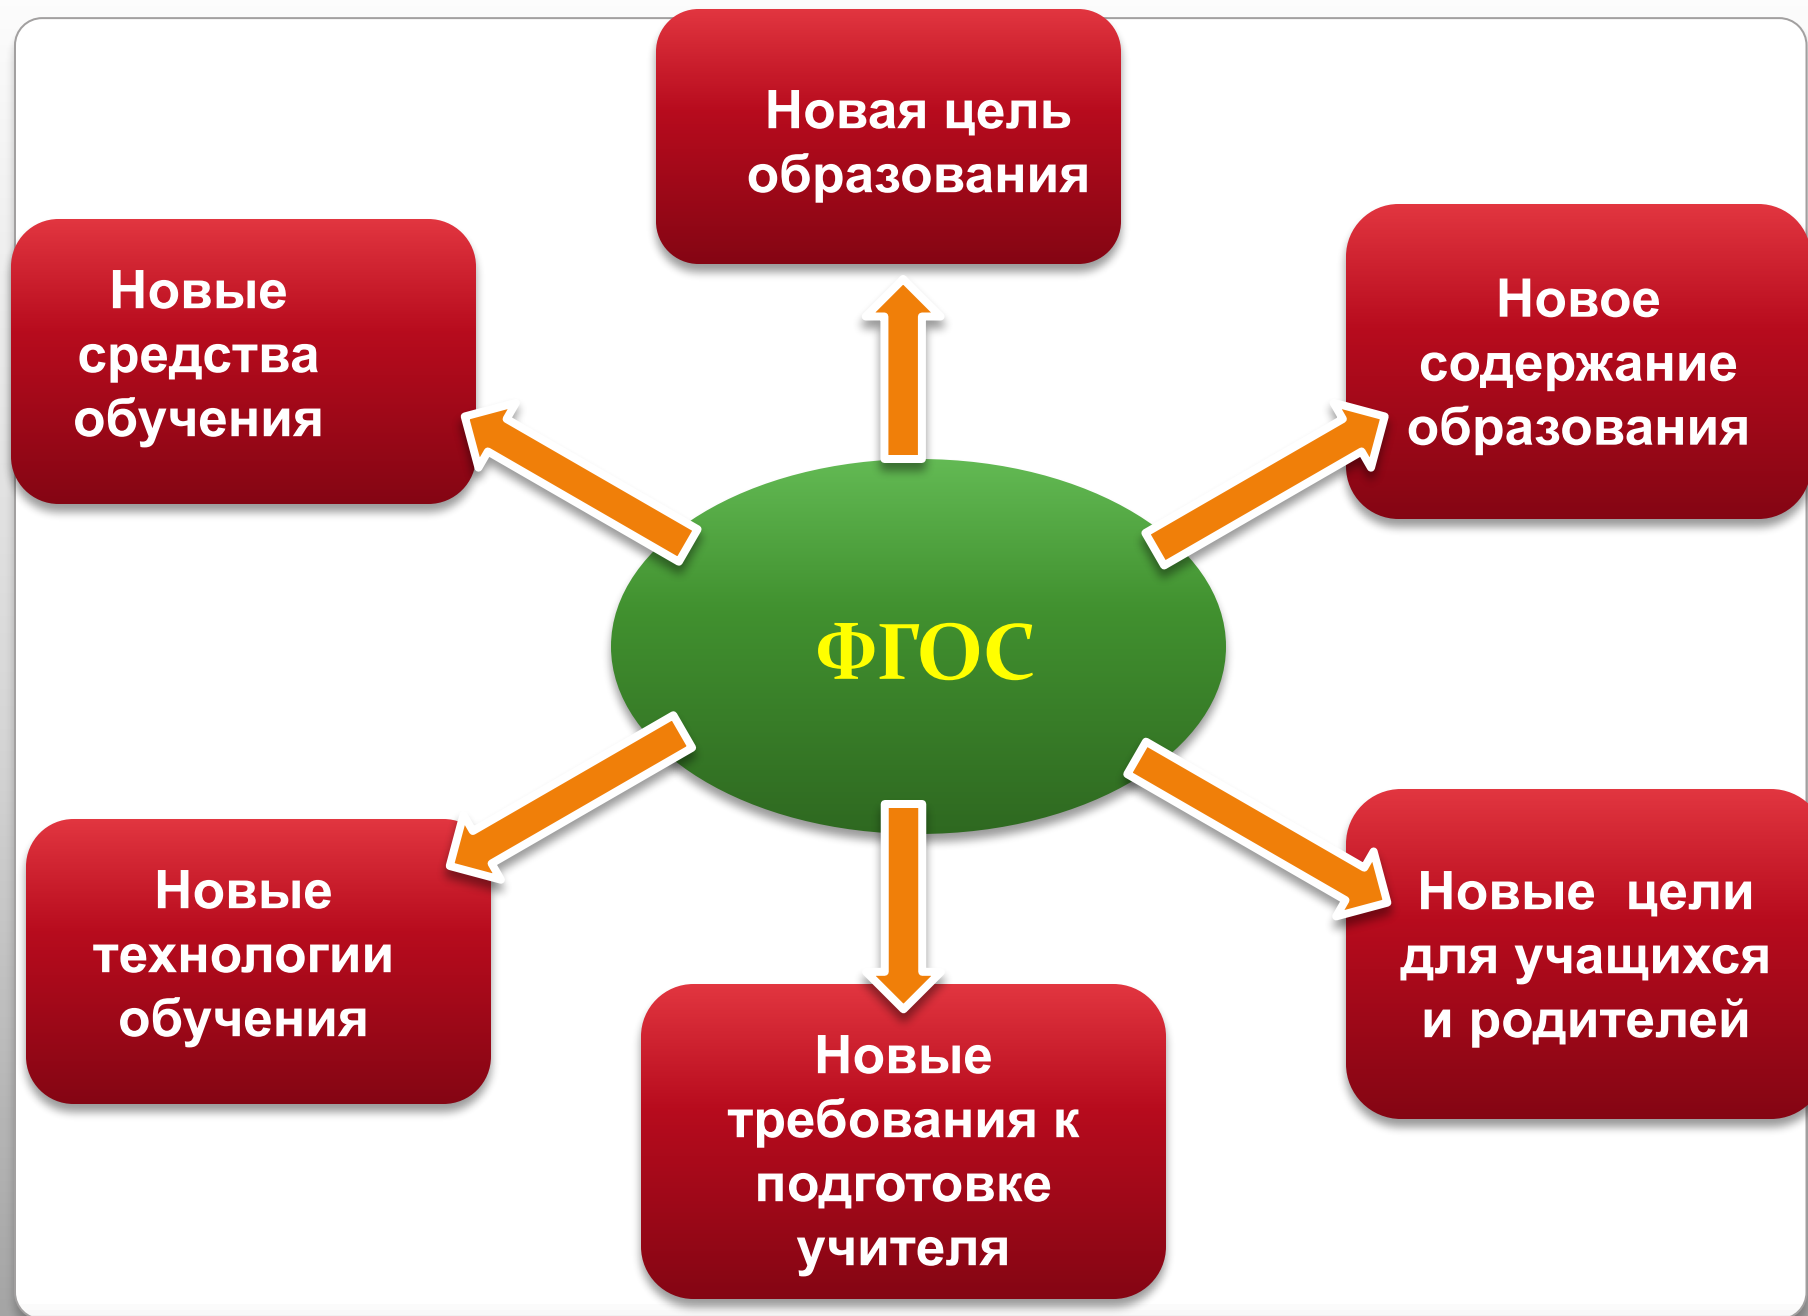 Новая цель
образования
Новые
средства
обучения
Новое
содержание
образования
ФГОС
Новые
технологии
обучения
Новые цели
для учащихся
и родителей
Новые
требования к
подготовке
учителя